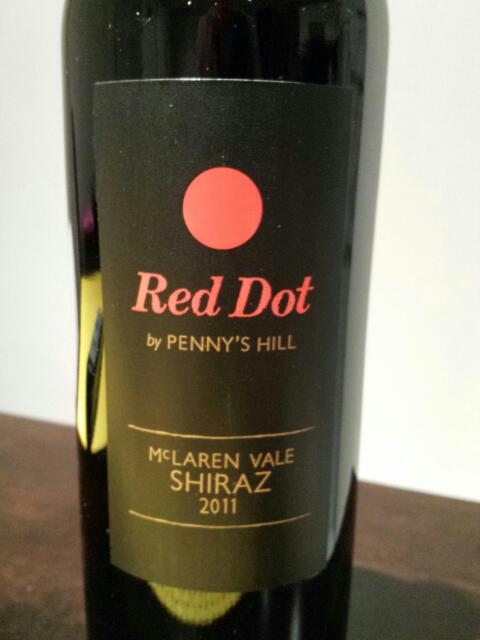 Red Dot
by PENNY'S HILL
McLAREN VALE
SHIRAZ
2011